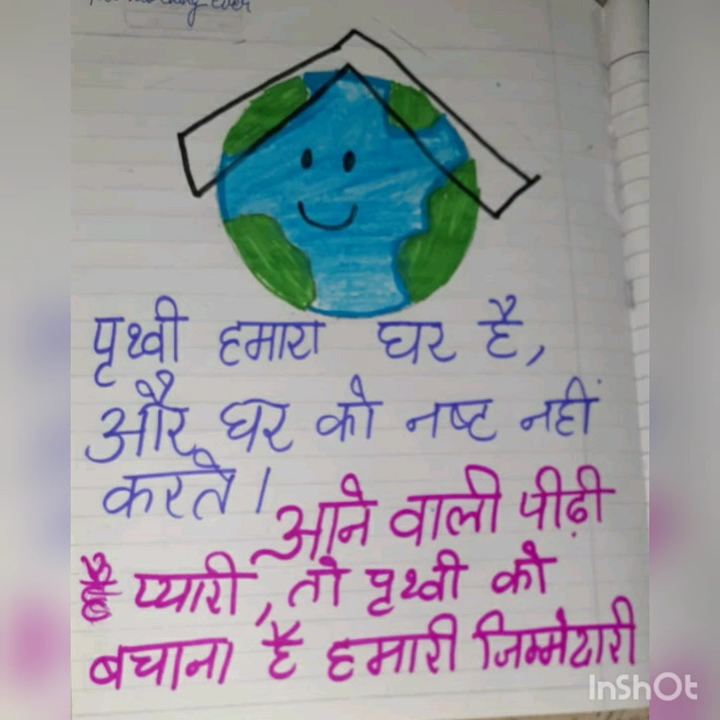 पृथ्वी हमारा घर है,
और घर को नष्ट नहीं
करते।
आने वाली पीढ़ी
है प्यारी, तो पृथ्वी को
बचाना है हमारी जिम्मेदारी
InShOt